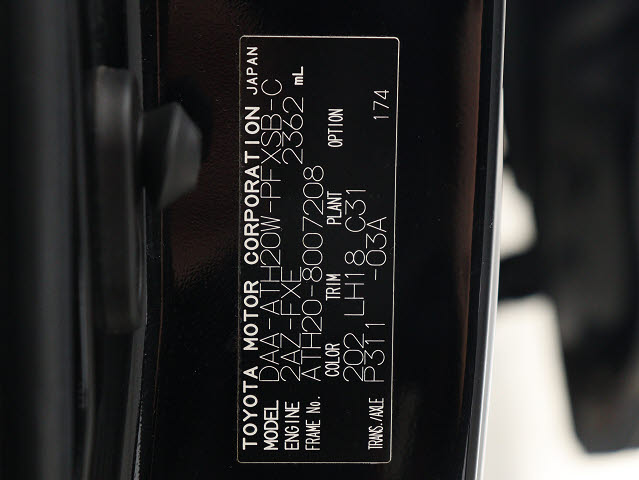 TOYOTA MOTOR CORPORATION JAPAN
MODEL DAA-ATH20W-PFXSB-C
ENGINE 2AZ-FXE 2362 mL
FRAME No. ATH20-8007208
COLOR TRIM PLANT OPTION
202 LH18 C31 174
TRANS./AXLE P311 -03A